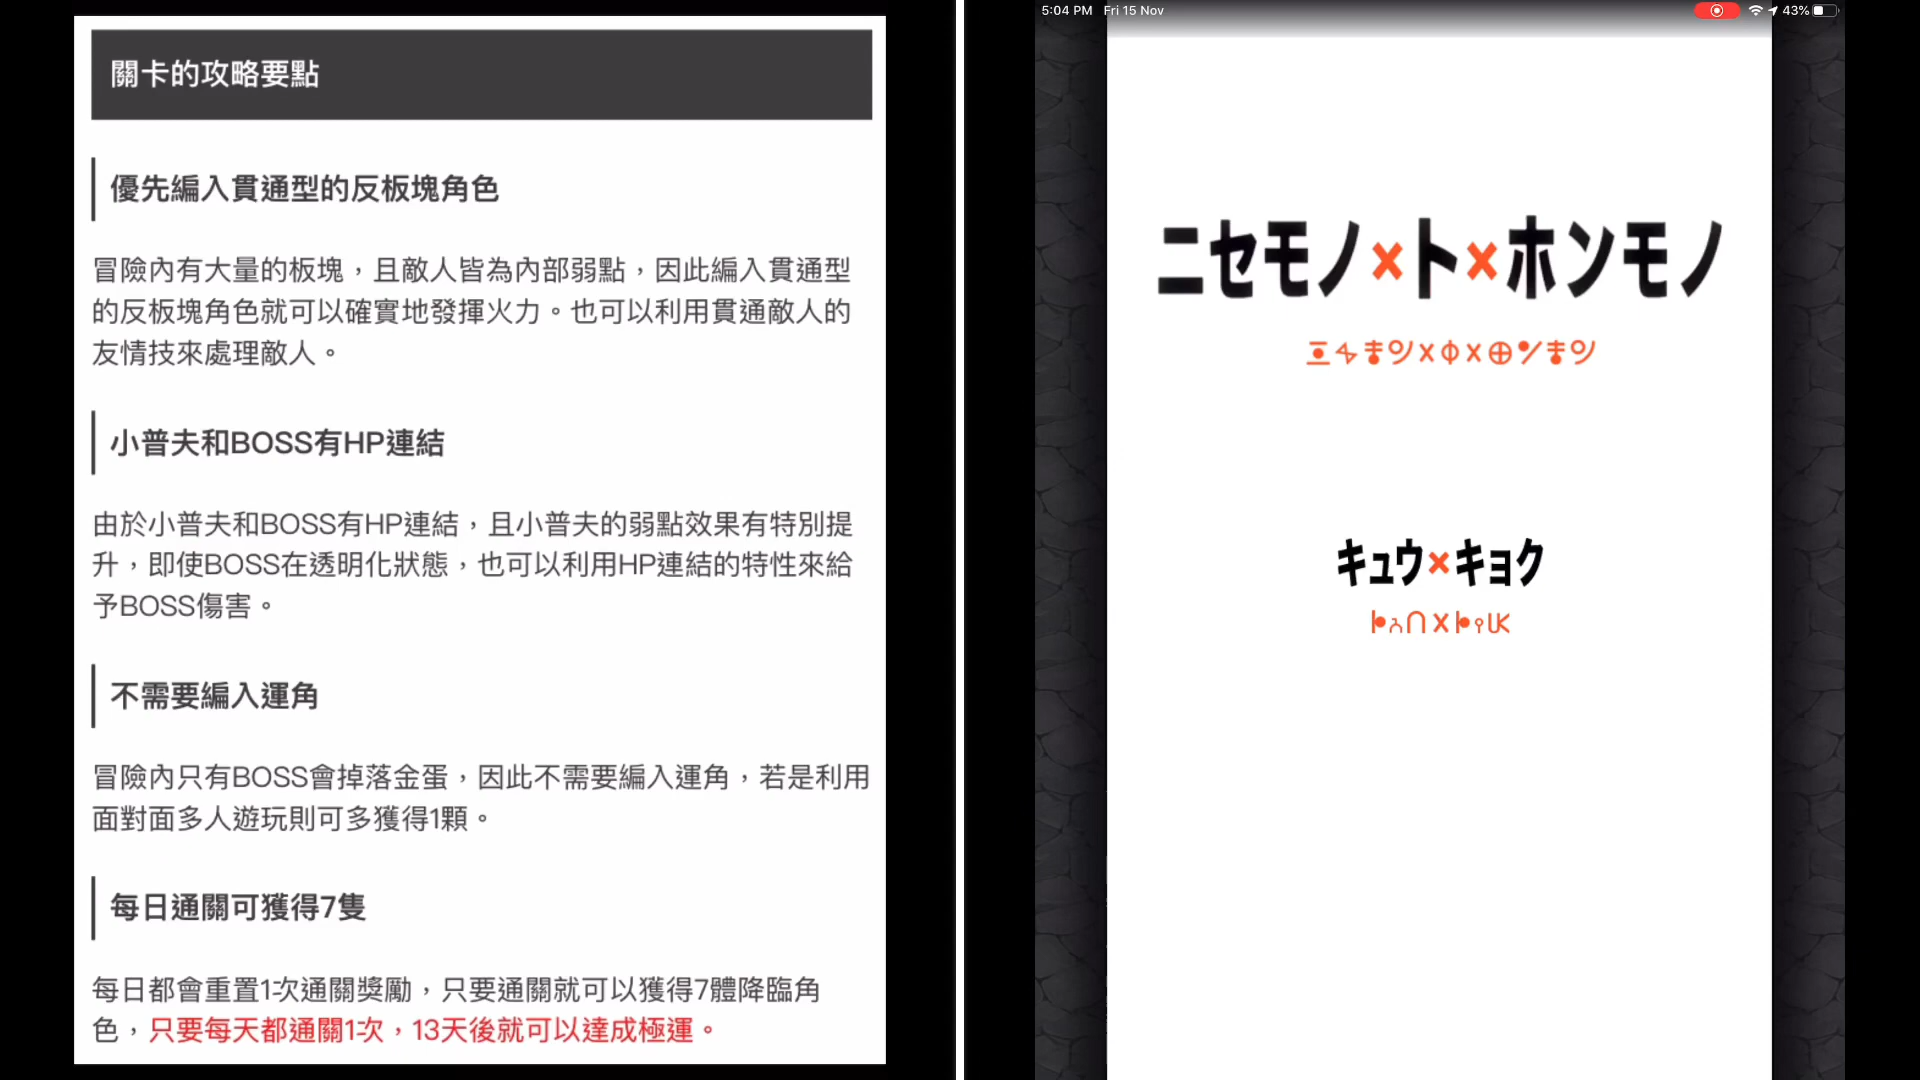 關卡的攻略要點
優先編入貫通型的反板塊角色
冒險內有大量的板塊，且敵人皆為內部弱點，因此編入貫通型
的反板塊角色就可以確實地發揮火力。也可以利用貫通敵人的
友情技來處理敵人。
小普夫和BOSS有HP連結
由於小普夫和BOSS有HP連結，且小普夫的弱點效果有特別提
升，即使BOSS在透明化狀態，也可以利用HP連結的特性來給
予BOSS傷害。
不需要編入運角
冒險內只有BOSS會掉落金蛋，因此不需要編入運角，若是利用
面對面多人遊玩則可多獲得1顆。
每日通關可獲得7隻
每日都會重置1次通關獎勵，只要通關就可以獲得7體降臨角
色，只要每天都通關1次，13天後就可以達成極運。
5:04 PM Fri 15 Nov
43%
ニセモノ×ト×ホンモノ
キュウ×キョク